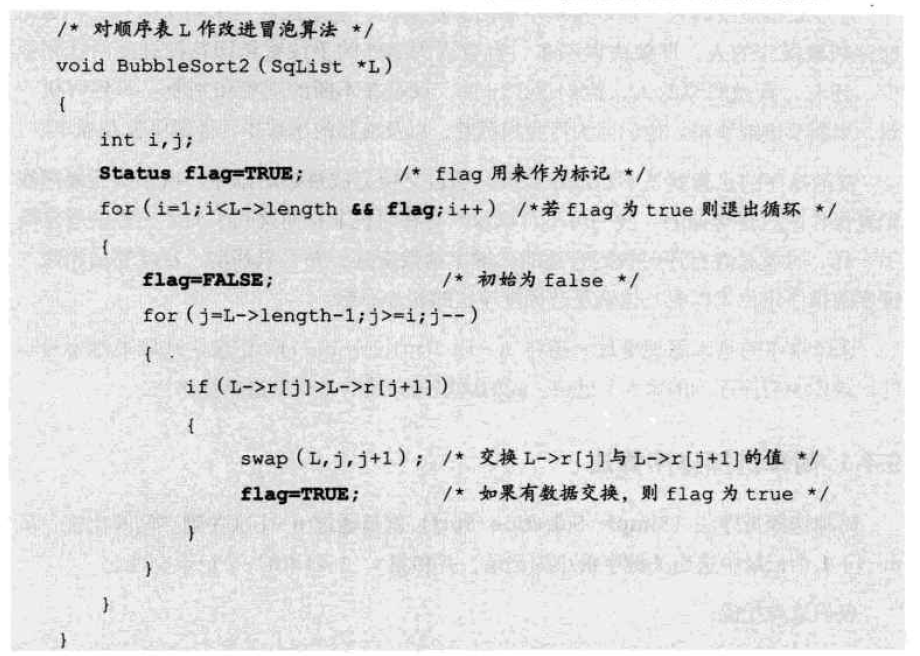 /* 对顺序表 L 作改进冒泡算法 */
void BubbleSort2 (SqList *L)
{
int i,j;
Status flag=TRUE; /* flag 用来作为标记 */
for(i=1;i<L->length && flag;i++) /*若 flag 为 true 则退出循环 */
{
flag=FALSE; /* 初始为 false */
for(j=L->length-1;j>=i;j--)
{
if(L->r[j]>L->r[j+1])
{
swap(L,j,j+1); /* 交换 L->r[j]与 L->r[j+1]的值 */
flag=TRUE; /* 如果有数据交换，则 flag 为 true */
}
}
}
}